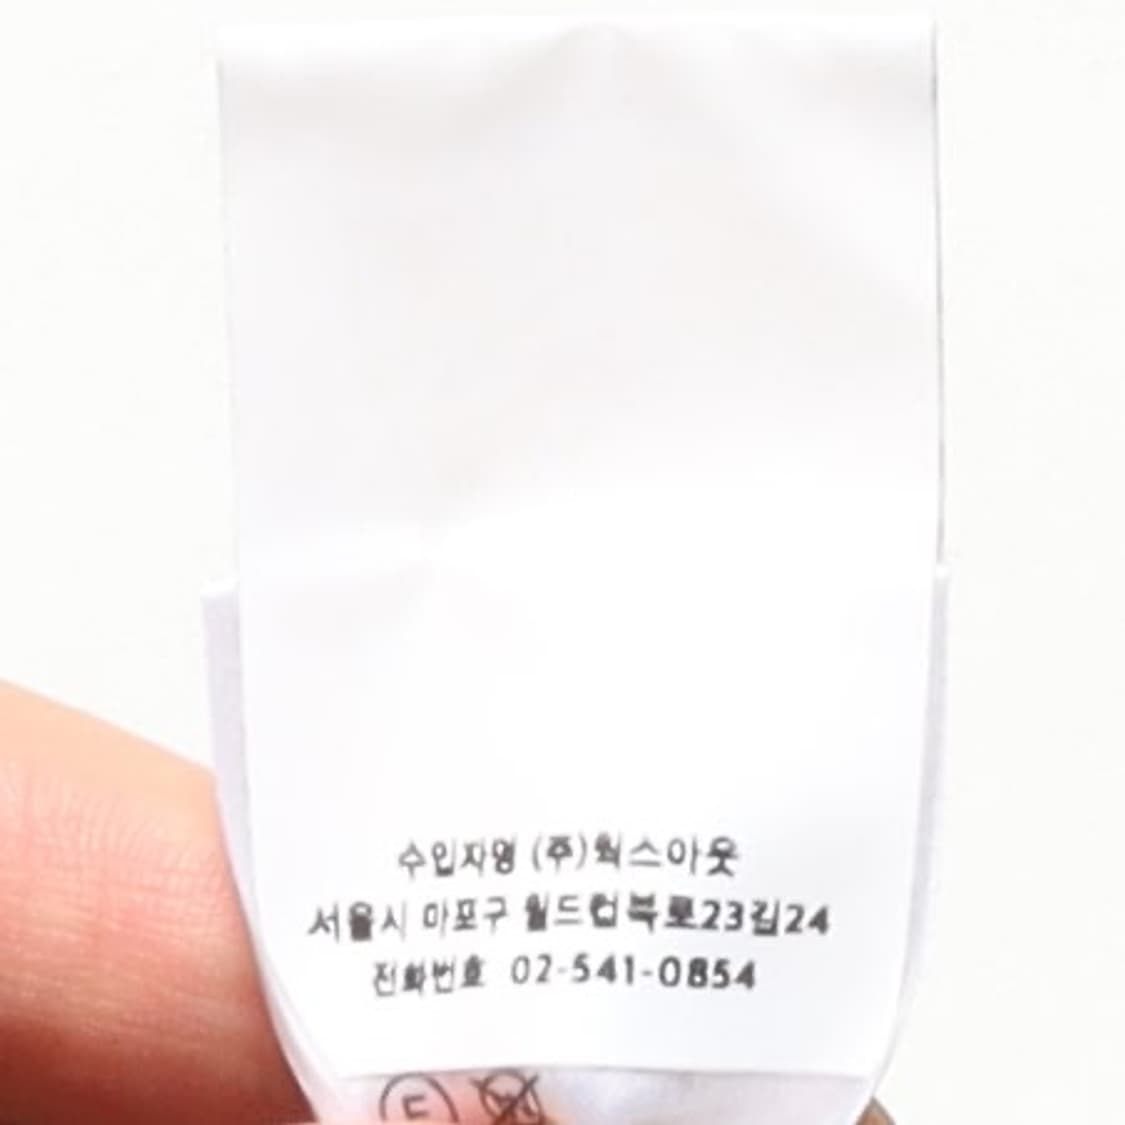 수입자명 (주)웍스아웃
서울시 마포구 월드컵북로23길24
전화번호 02-541-0854
F